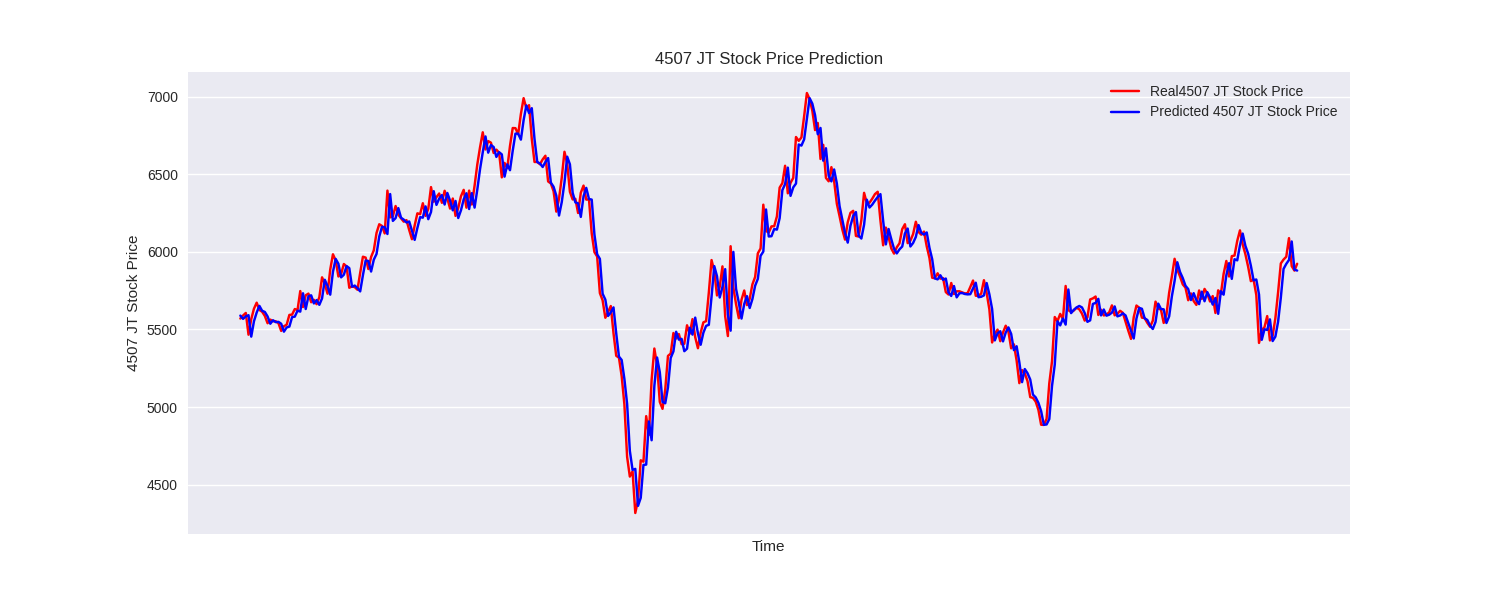 4507 JT Stock Price Prediction
Real4507 JT Stock Price
Predicted 4507 JT Stock Price
4507 JT Stock Price
7000
6500
6000
5500
5000
4500
Time